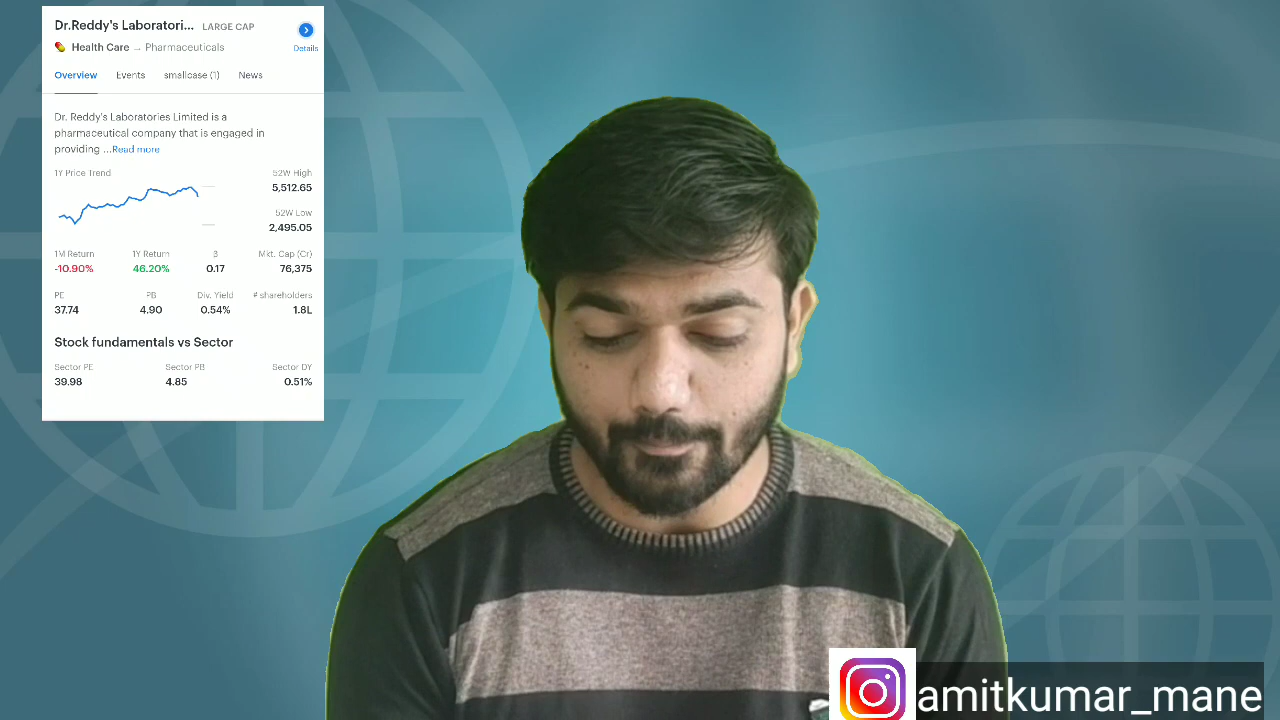 Dr.Reddy's Laboratori... LARGE CAP
Health Care → Pharmaceuticals
Details
Overview Events smallcase (1) News
Dr. Reddy's Laboratories Limited is a
pharmaceutical company that is engaged in
providing ...Read more
1Y Price Trend
52W High
5,512.65
52W Low
2,495.05
1M Return 1Y Return β Mkt. Cap (Cr)
-10.90% 46.20% 0.17 76,375
PE PB Div. Yield # shareholders
37.74 4.90 0.54% 1.8L
Stock fundamentals vs Sector
Sector PE Sector PB Sector DY
39.98 4.85 0.51%
amitkumar_mane